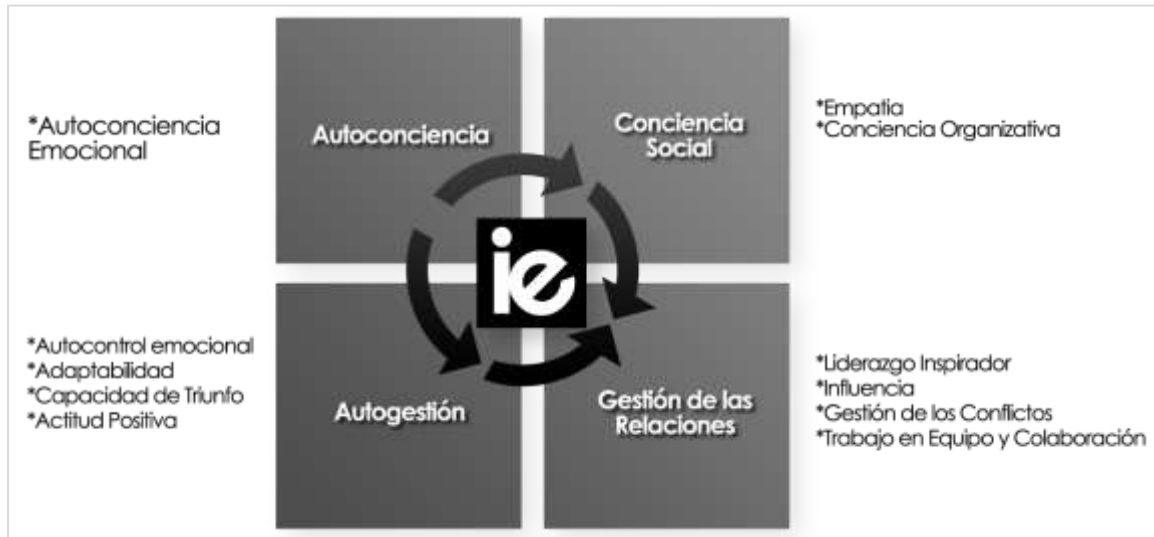 *Autoconciencia
Emocional
Autoconciencia
Conciencia
Social
*Empatia
*Conciencia Organizativa
ie
*Autocontrol emocional
*Adaptabilidad
*Capacidad de Triunfo
*Actitud Positiva
Autogestión
Gestión de las
Relaciones
*Liderazgo Inspirador
*Influencia
*Gestión de los Conflictos
*Trabajo en Equipo y Colaboración